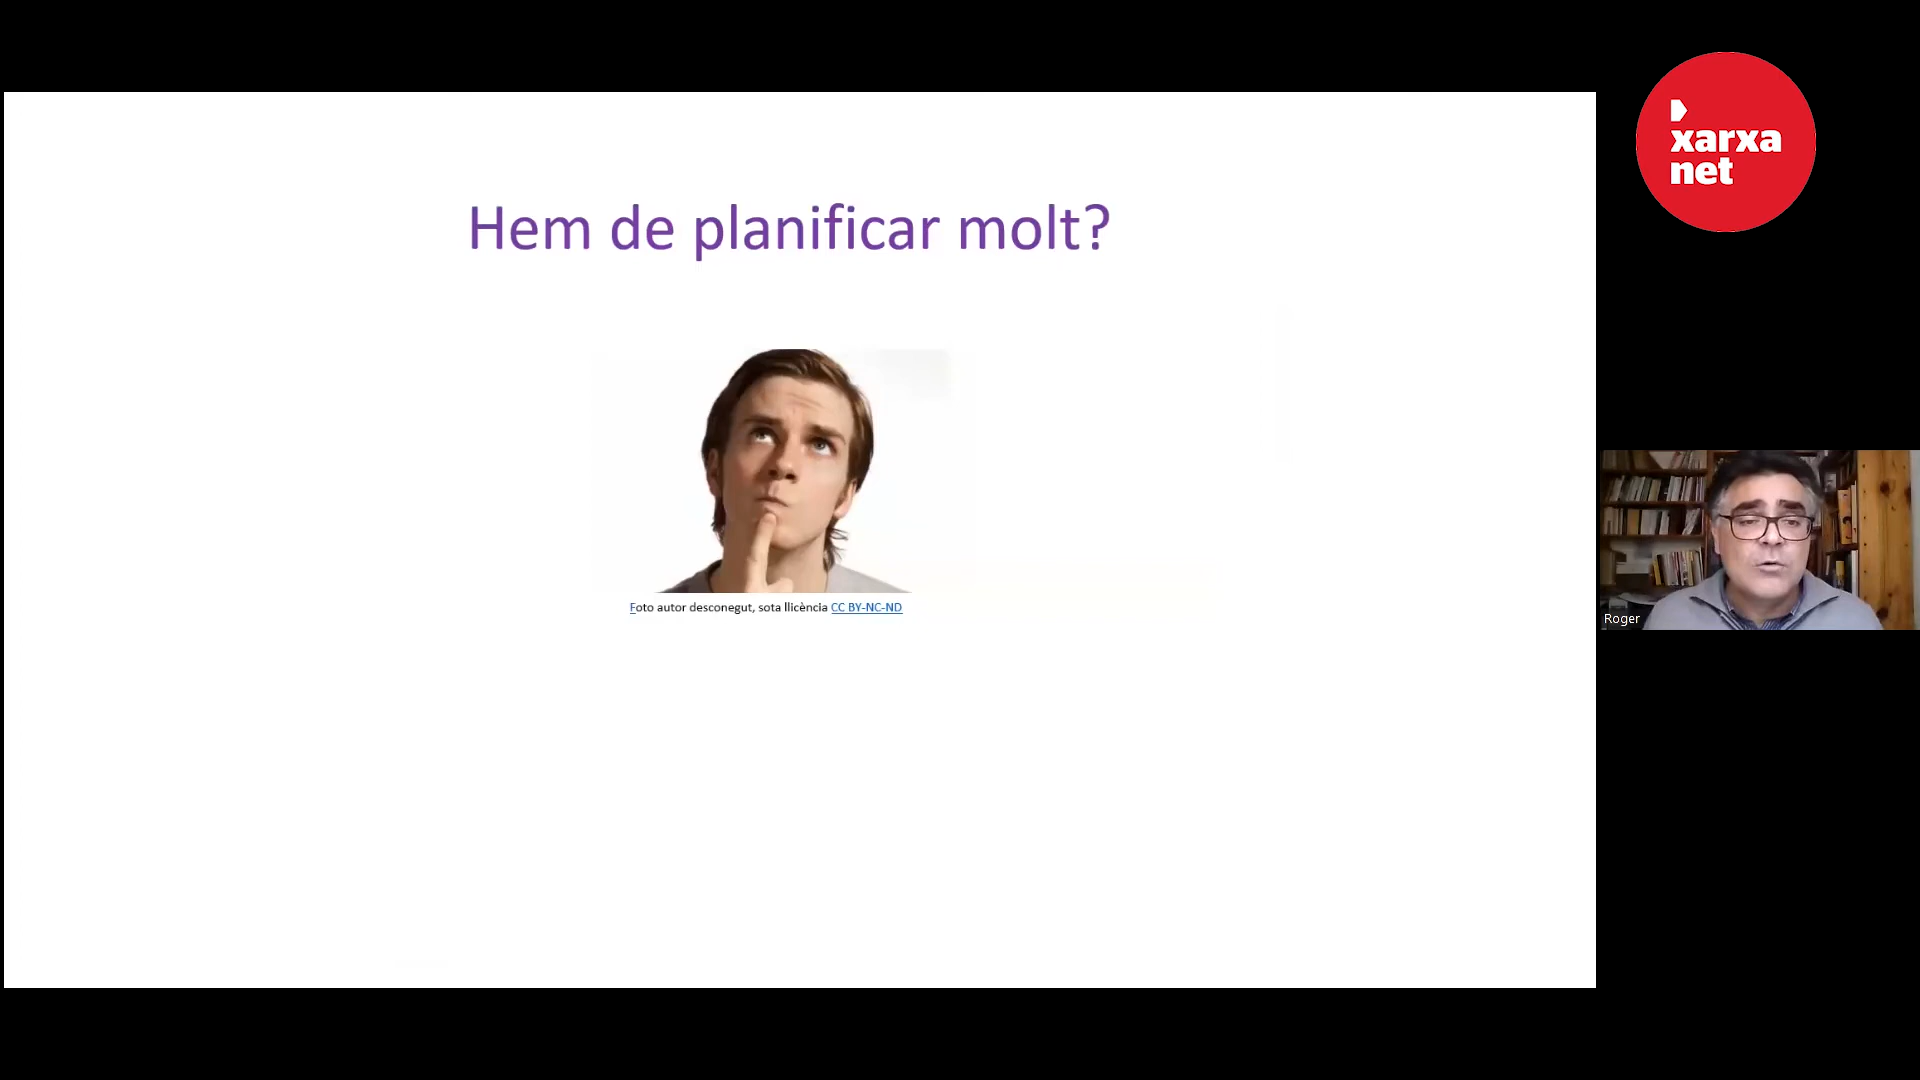 Hem de planificar molt?
Foto autor desconegut, sota llicència CC BY-NC-ND
xarxa
net
Roger